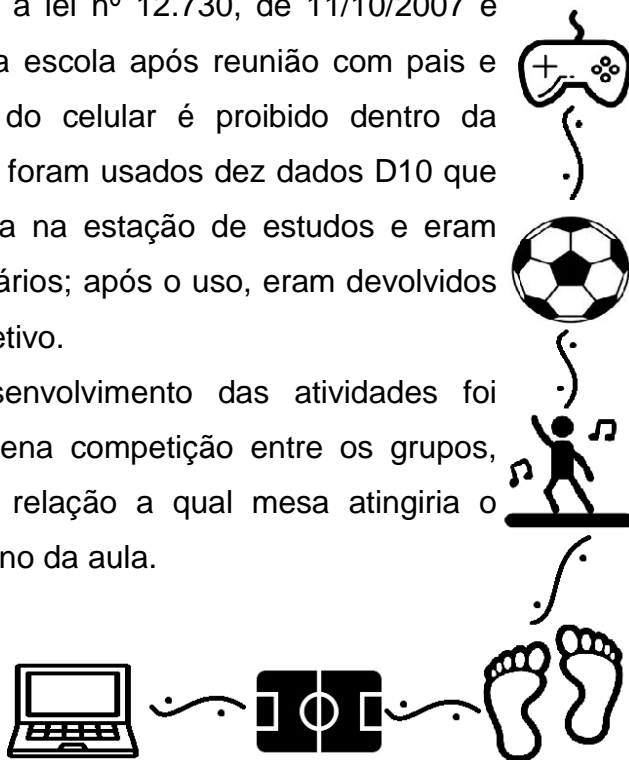 a lei nº 12.730, de 11/10/2007 e
a escola após reunião com pais e
do celular é proibido dentro da
foram usados dez dados D10 que
a na estação de estudos e eram
ários; após o uso, eram devolvidos
etivo.
senvolvimento das atividades foi
ena competição entre os grupos,
relação a qual mesa atingiria o
no da aula.